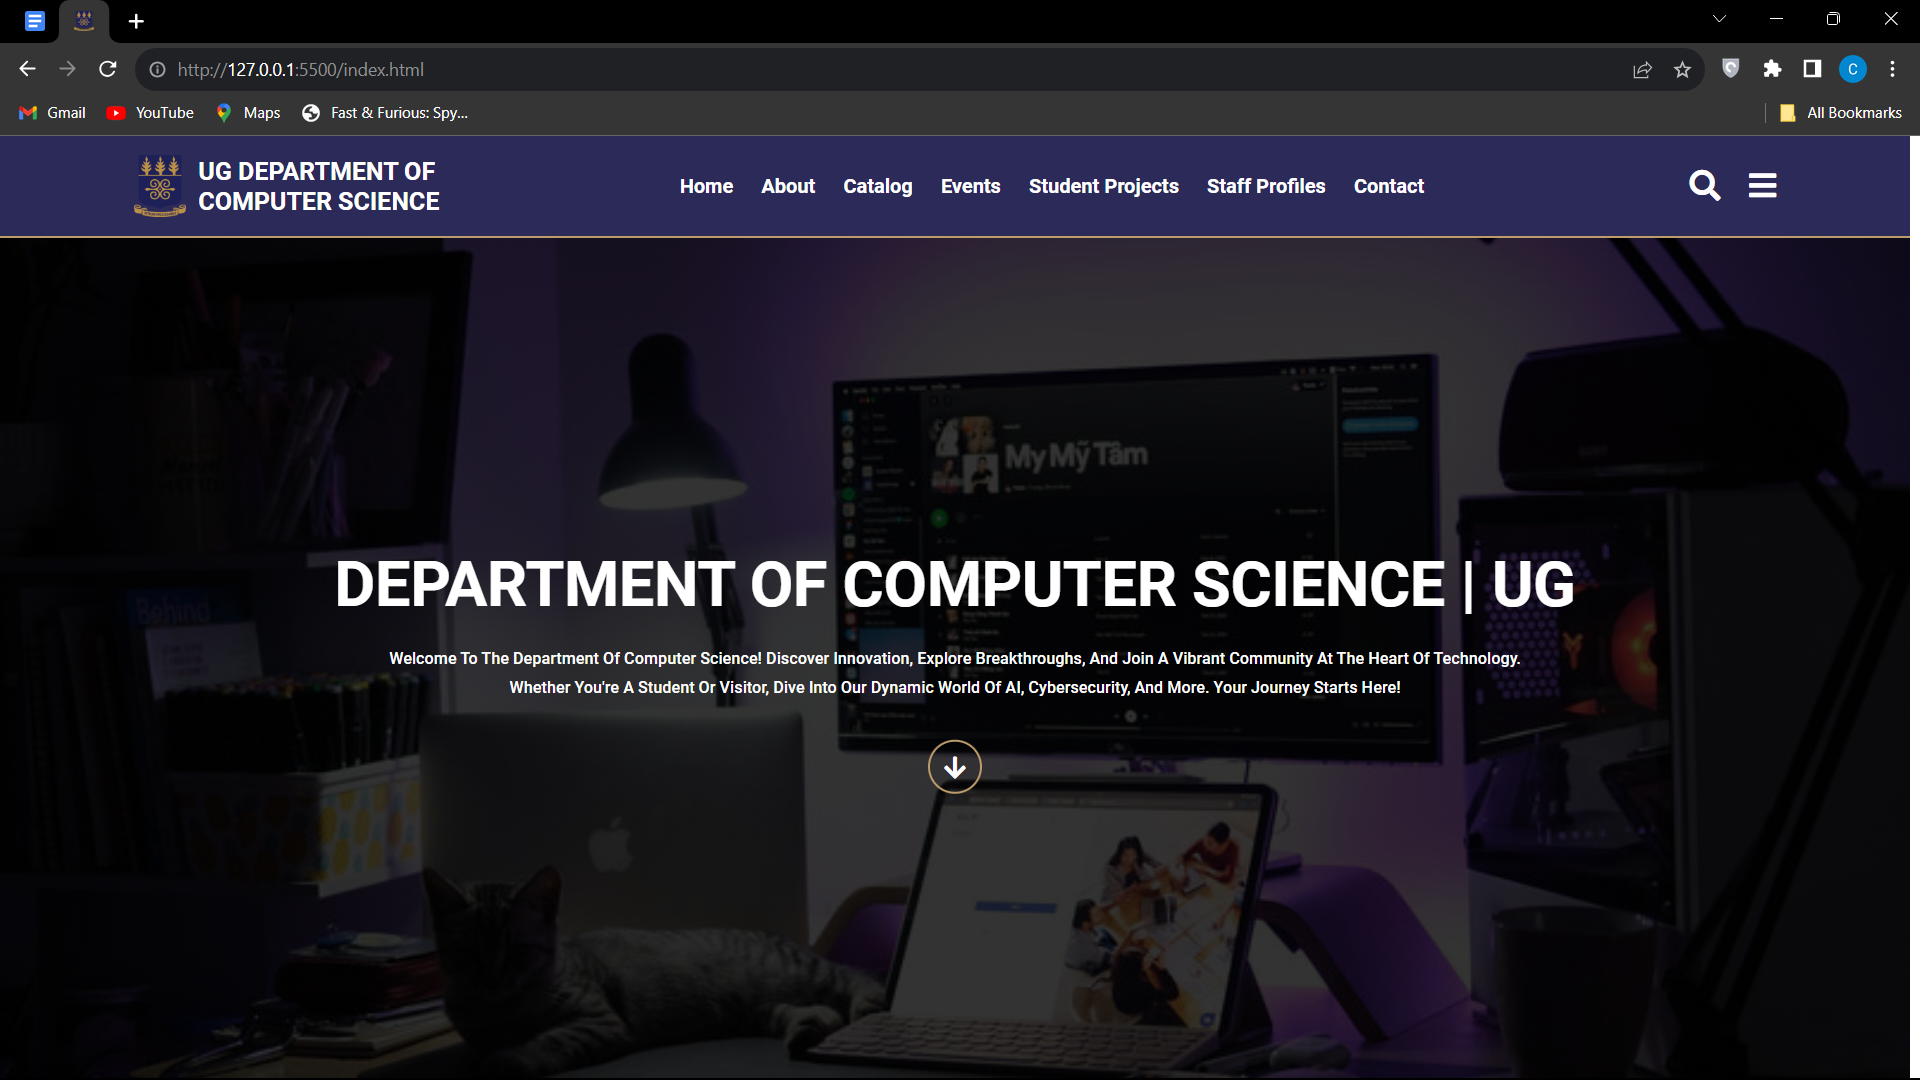 http://127.0.0.1:5500/index.html
C
Gmail YouTube Maps Fast & Furious: Spy... All Bookmarks
UG DEPARTMENT OF
COMPUTER SCIENCE
Home About Catalog Events Student Projects Staff Profiles Contact
My Mỹ Tâm
Behind
DEPARTMENT OF COMPUTER SCIENCE | UG
Welcome To The Department Of Computer Science! Discover Innovation, Explore Breakthroughs, And Join A Vibrant Community At The Heart Of Technology.
Whether You're A Student Or Visitor, Dive Into Our Dynamic World Of AI, Cybersecurity, And More. Your Journey Starts Here!